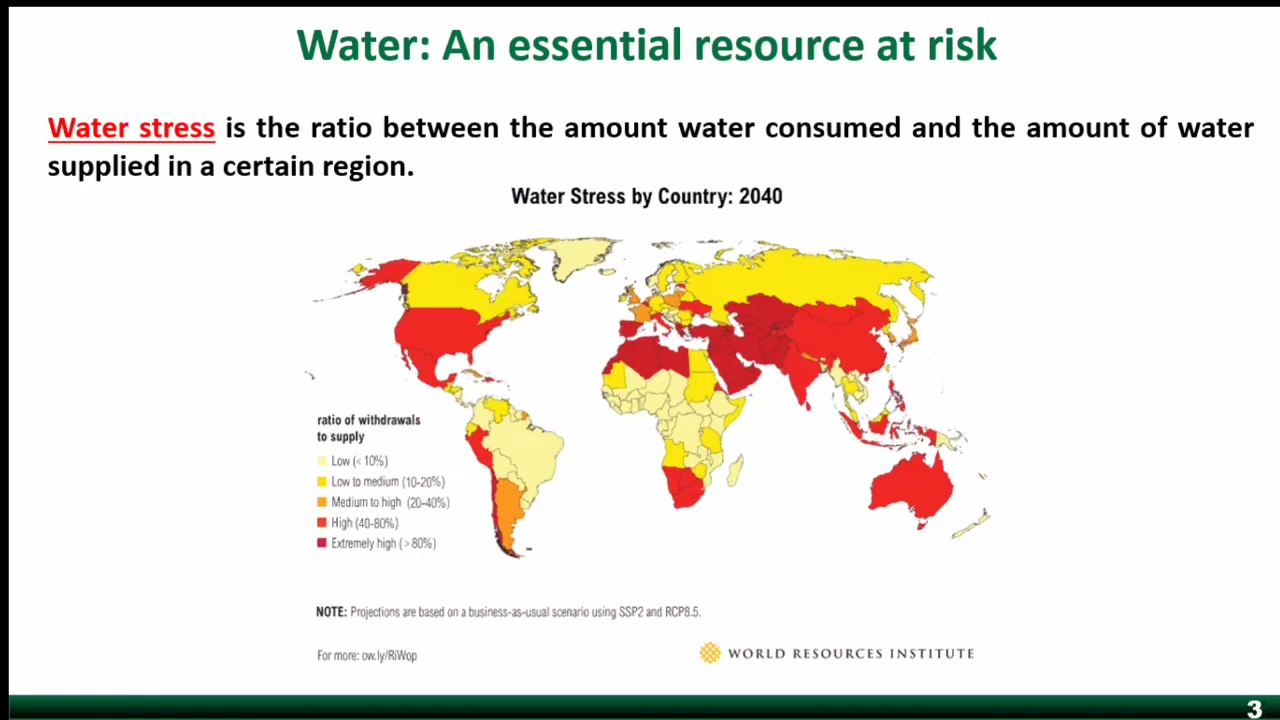 Water: An essential resource at risk
Water stress is the ratio between the amount water consumed and the amount of water
supplied in a certain region.
Water Stress by Country: 2040
ratio of withdrawals
to supply
Low (< 10%)
Low to medium (10-20%)
Medium to high (20-40%)
High (40-80%)
Extremely high (> 80%)
NOTE: Projections are based on a business-as-usual scenario using SSP2 and RCP8.5.
For more: ow.ly/RiWop
WORLD RESOURCES INSTITUTE
3